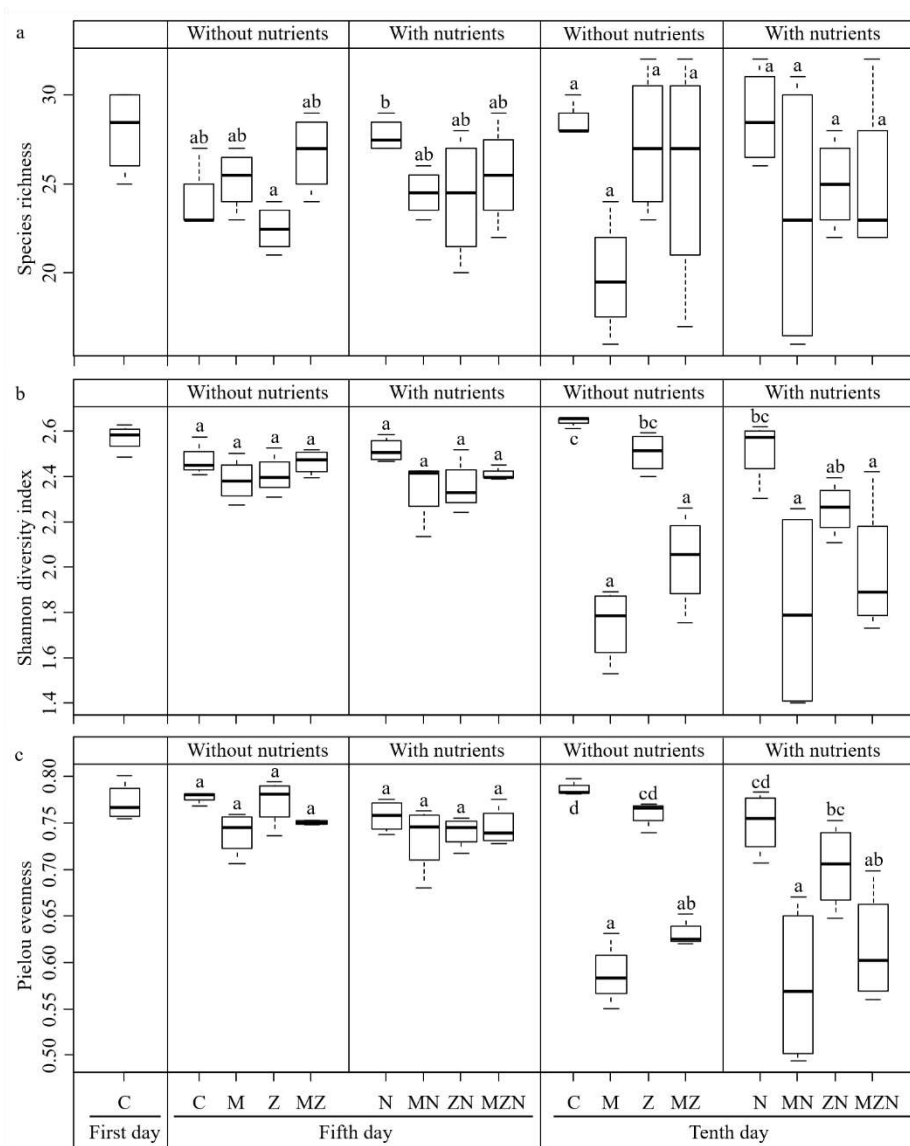 a
Without nutrients With nutrients Without nutrients With nutrients
Species richness
30
25
20
ab ab a ab
b ab ab ab
a a a a
a a a a
b
Without nutrients With nutrients Without nutrients With nutrients
Shannon diversity index
2.6
2.4
2.2
2.0
1.8
1.6
1.4
a a a a
a a a a
c a bc a
bc a ab a
c
Without nutrients With nutrients Without nutrients With nutrients
Pielou evenness
0.80
0.75
0.70
0.65
0.60
0.55
0.50
a a a a
a a a a
d a cd ab
cd a bc ab
C C M Z MZ N MN ZN MZN C M Z MZ N MN ZN MZN
First day Fifth day Tenth day